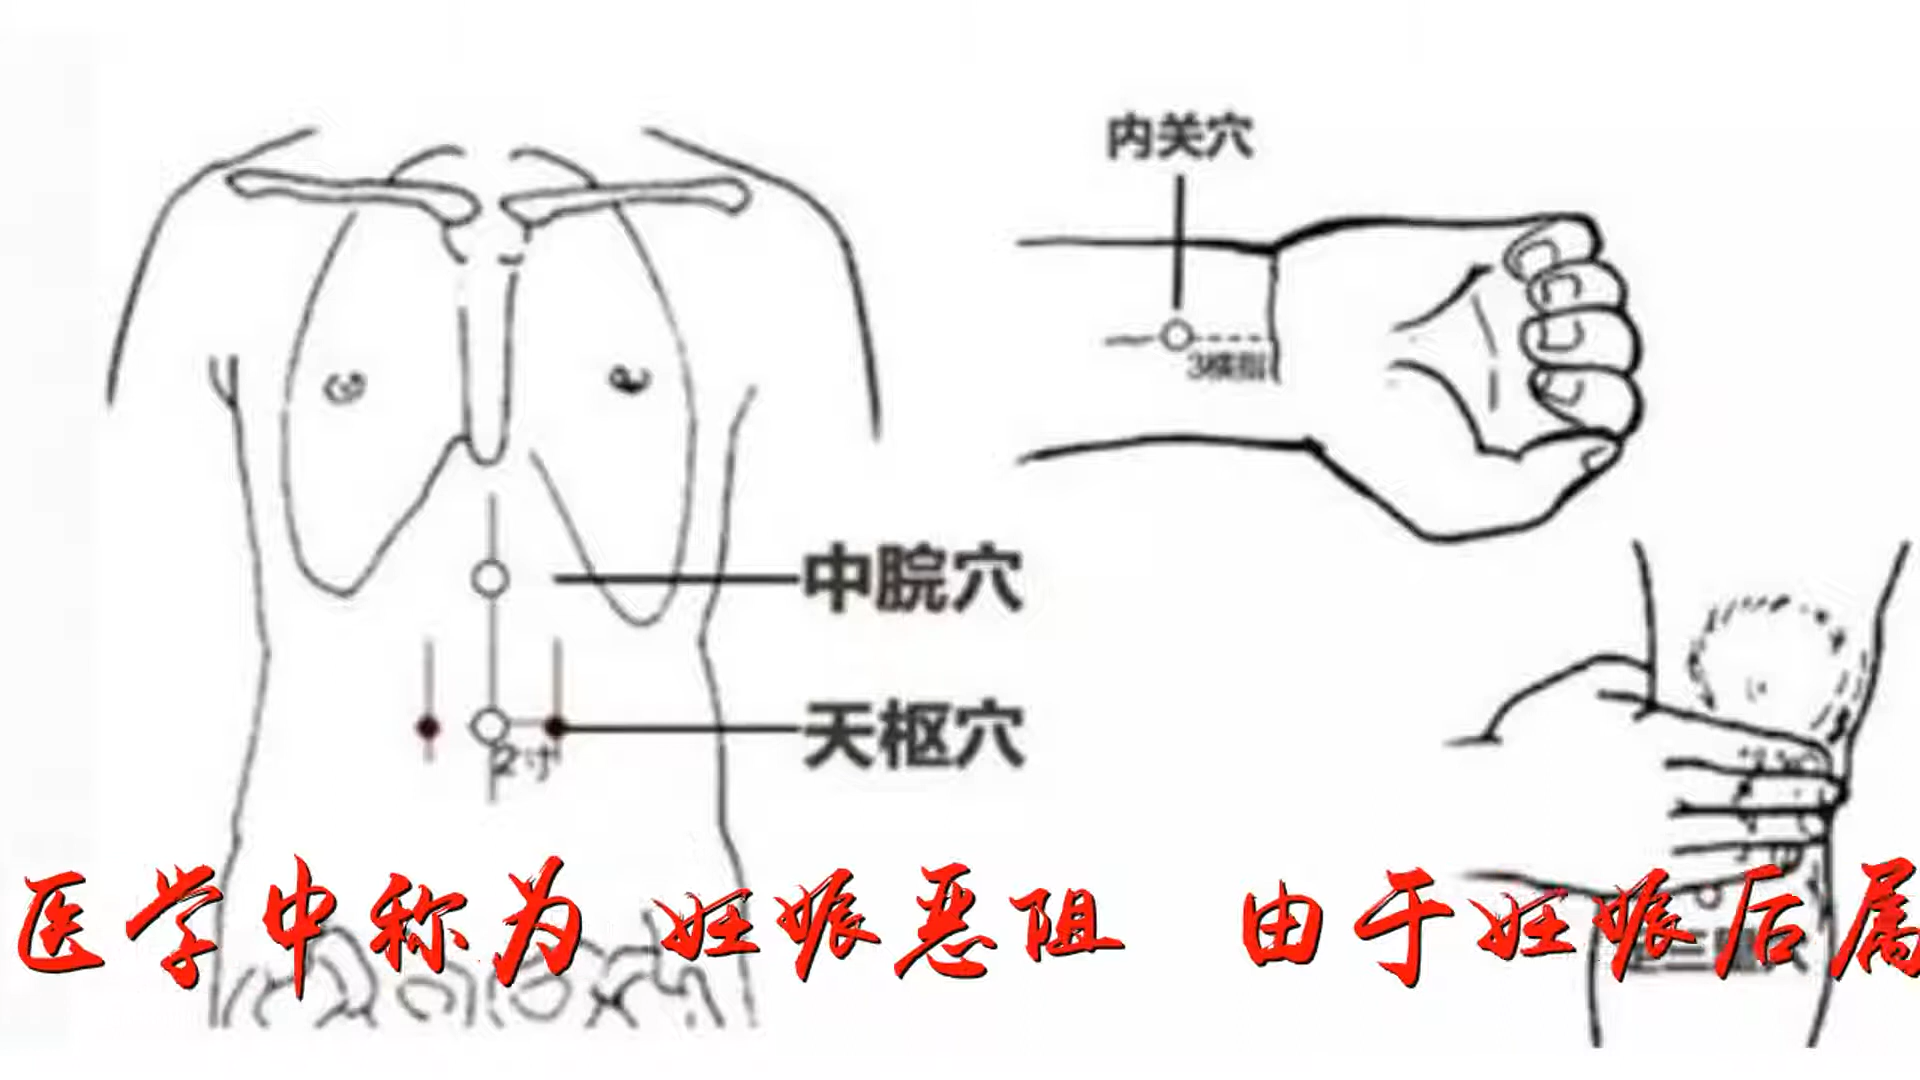 内关穴
3横指
中脘穴
天枢穴
2寸
医学中称为 妊娠恶阻 由于妊娠后属